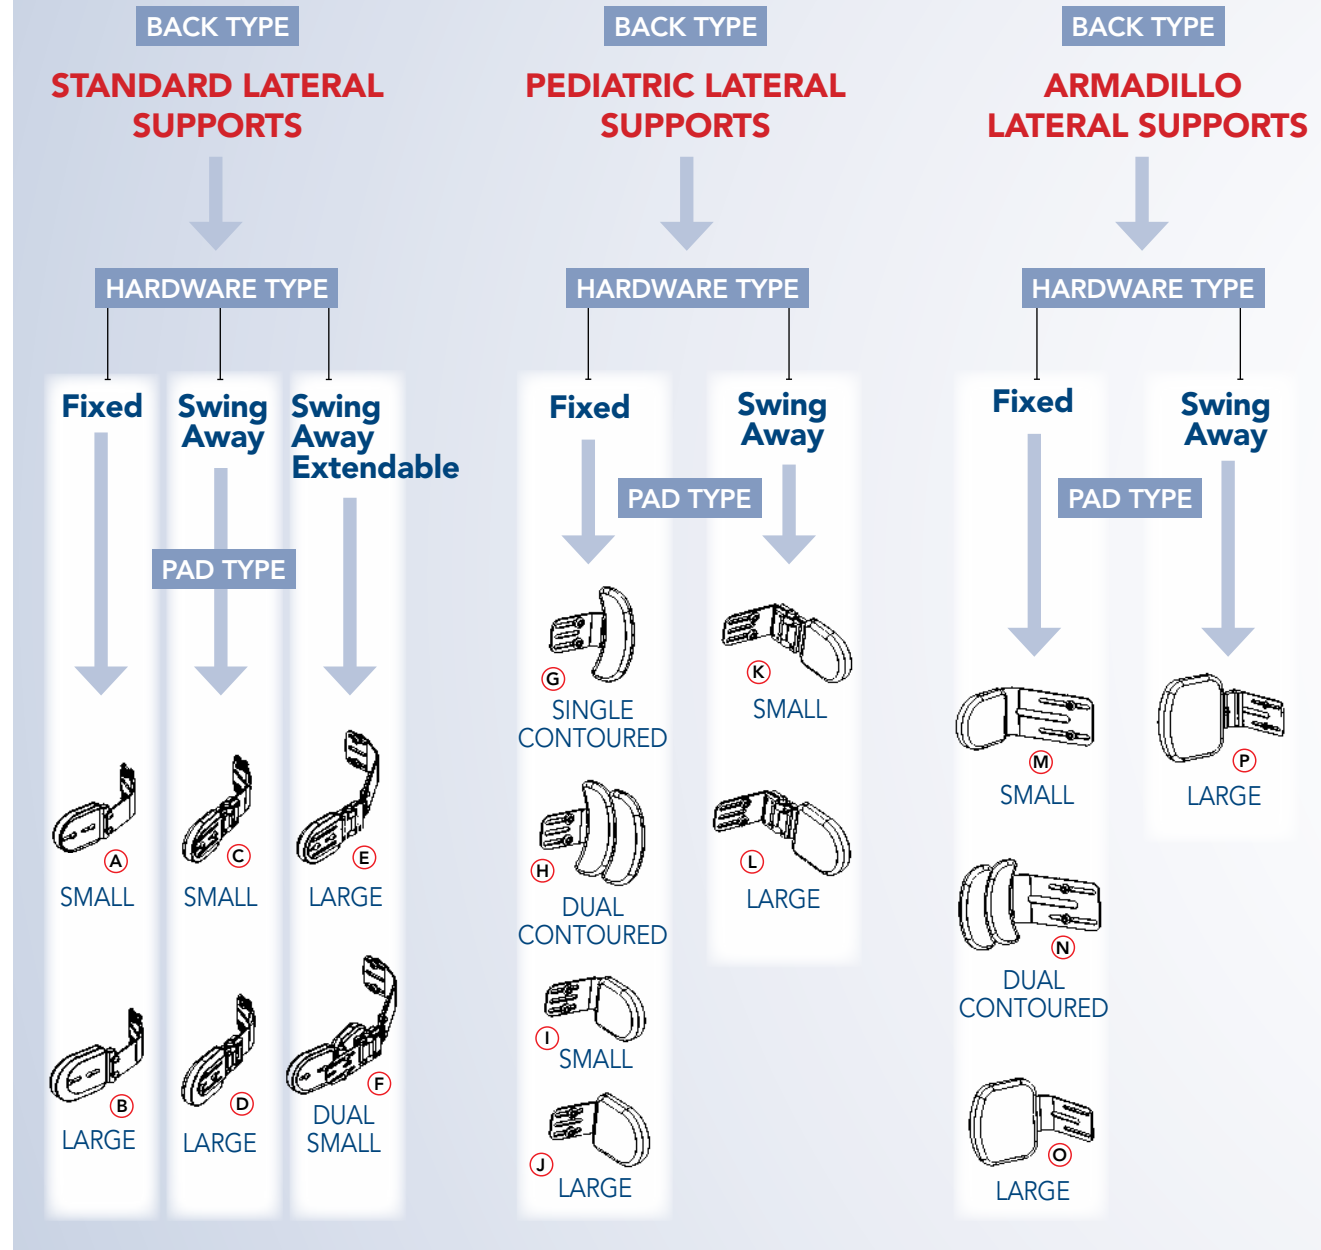 BACK TYPE
STANDARD LATERAL
SUPPORTS
HARDWARE TYPE
Fixed
Swing
Away
Swing
Away
Extendable
PAD TYPE
A
SMALL
C
SMALL
E
LARGE
B
LARGE
D
LARGE
F
DUAL
SMALL
BACK TYPE
PEDIATRIC LATERAL
SUPPORTS
HARDWARE TYPE
Fixed
Swing
Away
PAD TYPE
G
SINGLE
CONTOURED
H
DUAL
CONTOURED
I
SMALL
J
LARGE
K
SMALL
L
LARGE
BACK TYPE
ARMADILLO
LATERAL SUPPORTS
HARDWARE TYPE
Fixed
Swing
Away
PAD TYPE
M
SMALL
N
DUAL
CONTOURED
O
LARGE
P
LARGE